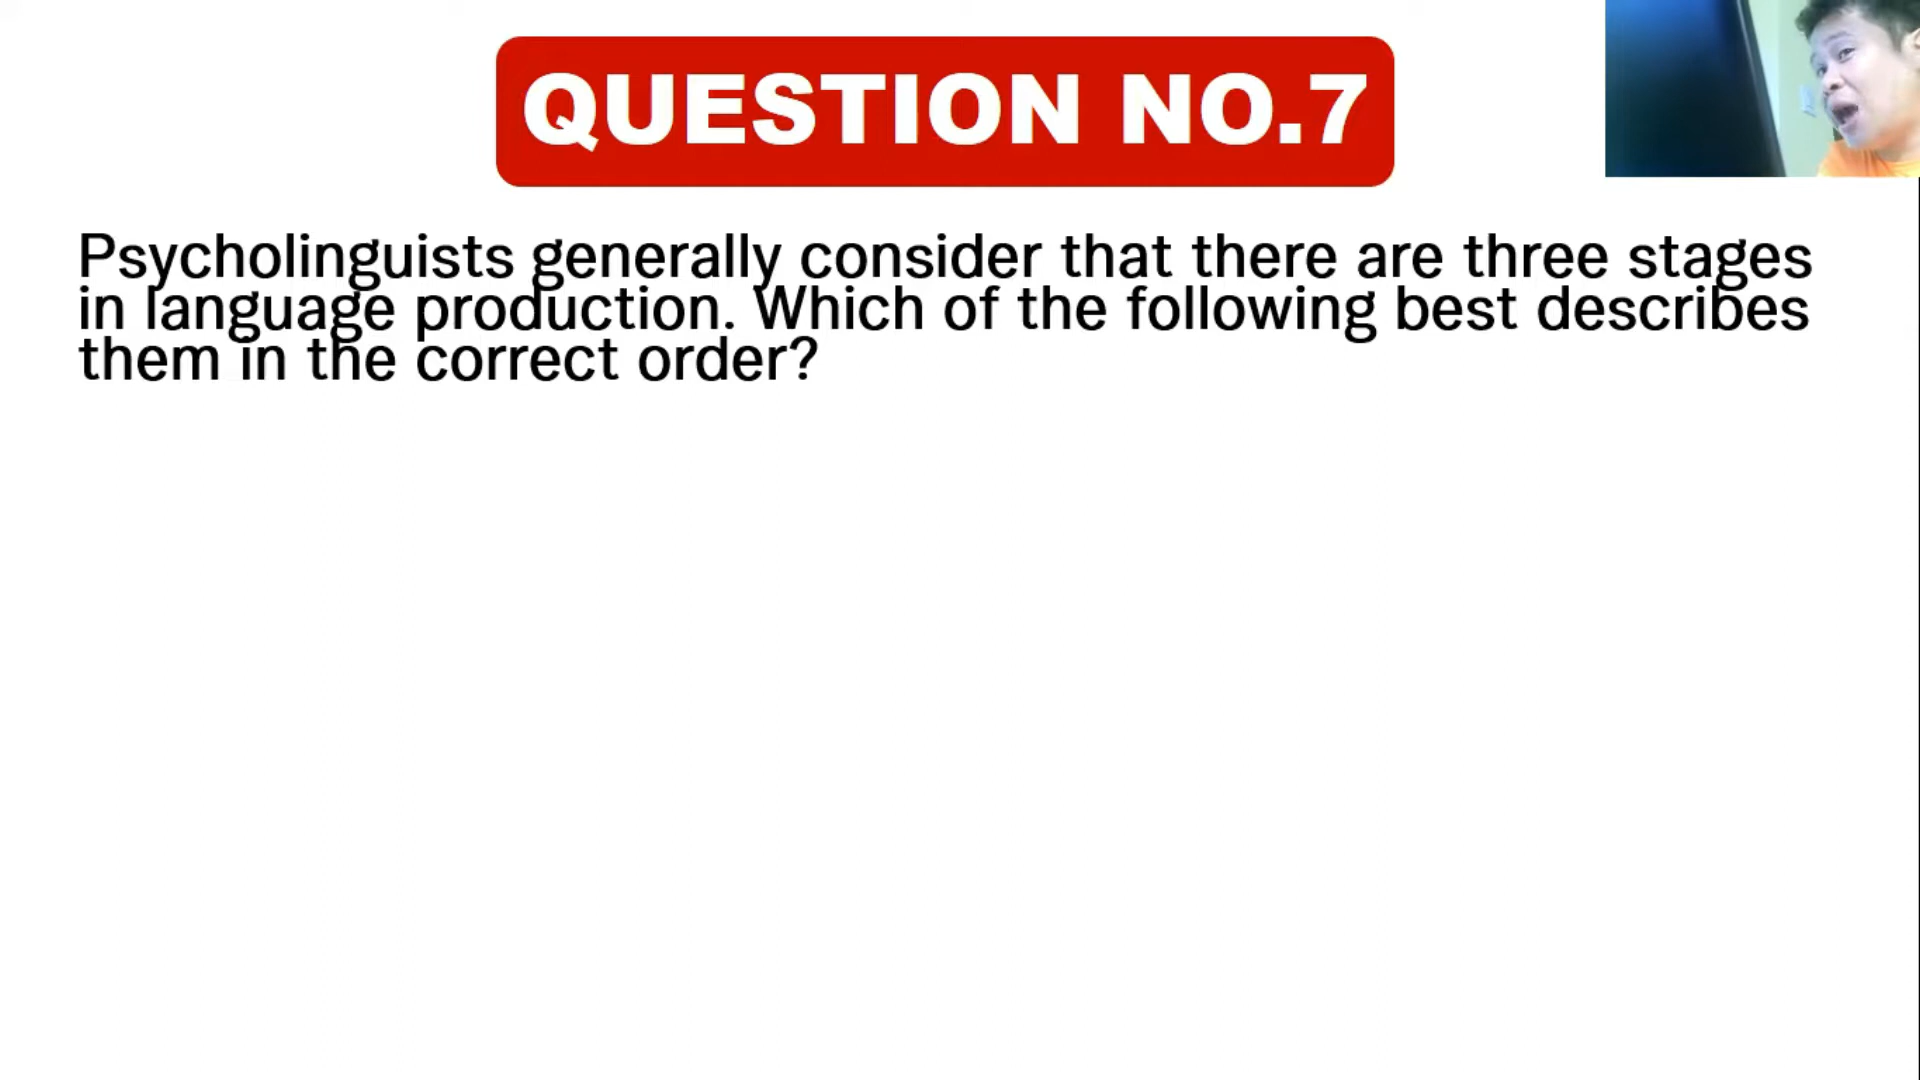 QUESTION NO.7
Psycholinguists generally consider that there are three stages
in language production. Which of the following best describes
them in the correct order?